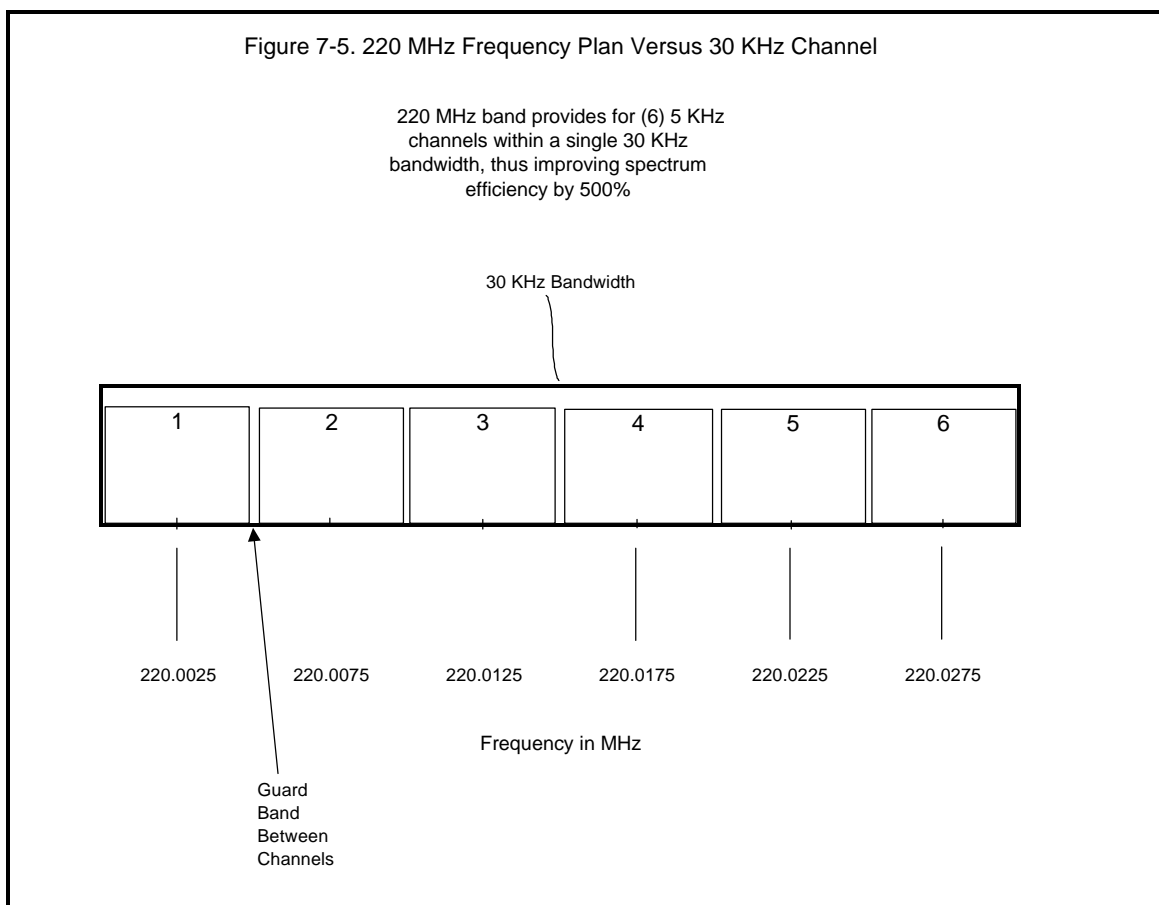 Figure 7-5. 220 MHz Frequency Plan Versus 30 KHz Channel
220 MHz band provides for (6) 5 KHz
channels within a single 30 KHz
bandwidth, thus improving spectrum
efficiency by 500%
30 KHz Bandwidth
1 2 3 4 5 6
220.0025 220.0075 220.0125 220.0175 220.0225 220.0275
Frequency in MHz
Guard
Band
Between
Channels